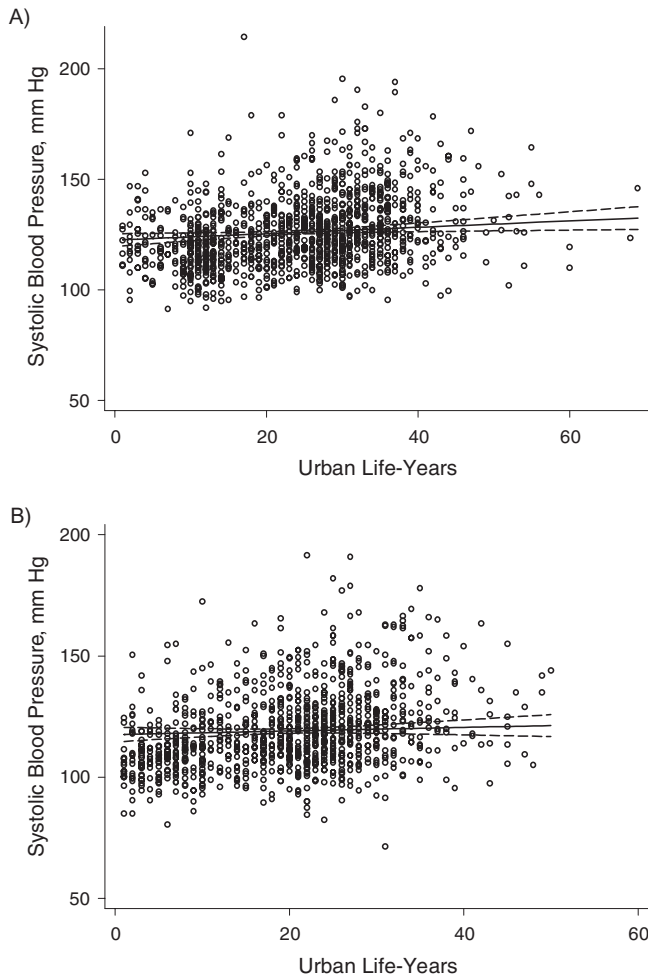 A)
200
150
100
50
Systolic Blood Pressure, mm Hg
0 20 40 60
Urban Life-Years
B)
200
150
100
50
Systolic Blood Pressure, mm Hg
0 20 40 60
Urban Life-Years